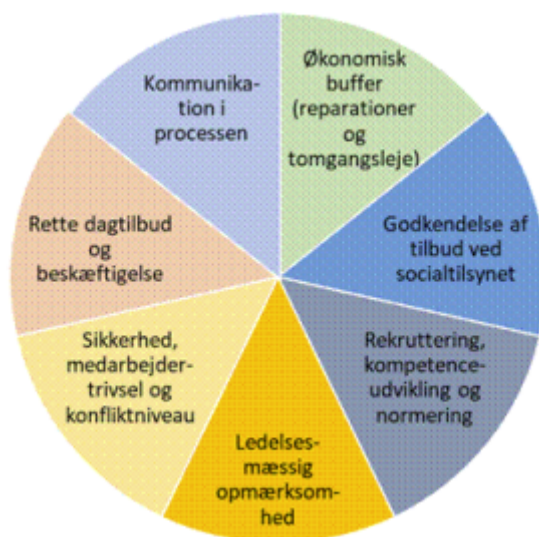 Økonomisk
buffer
(reparationer
og
tomgangsleje)
Godkendelse af
tilbud ved
socialtilsynet
Rekruttering,
kompetence-
udvikling og
normering
Ledelses-
mæssig
opmærksom-
hed
Sikkerhed,
medarbejder-
trivsel og
konfliktniveau
Rette dagtilbud
og
beskæftigelse
Kommunika-
tion i
processen